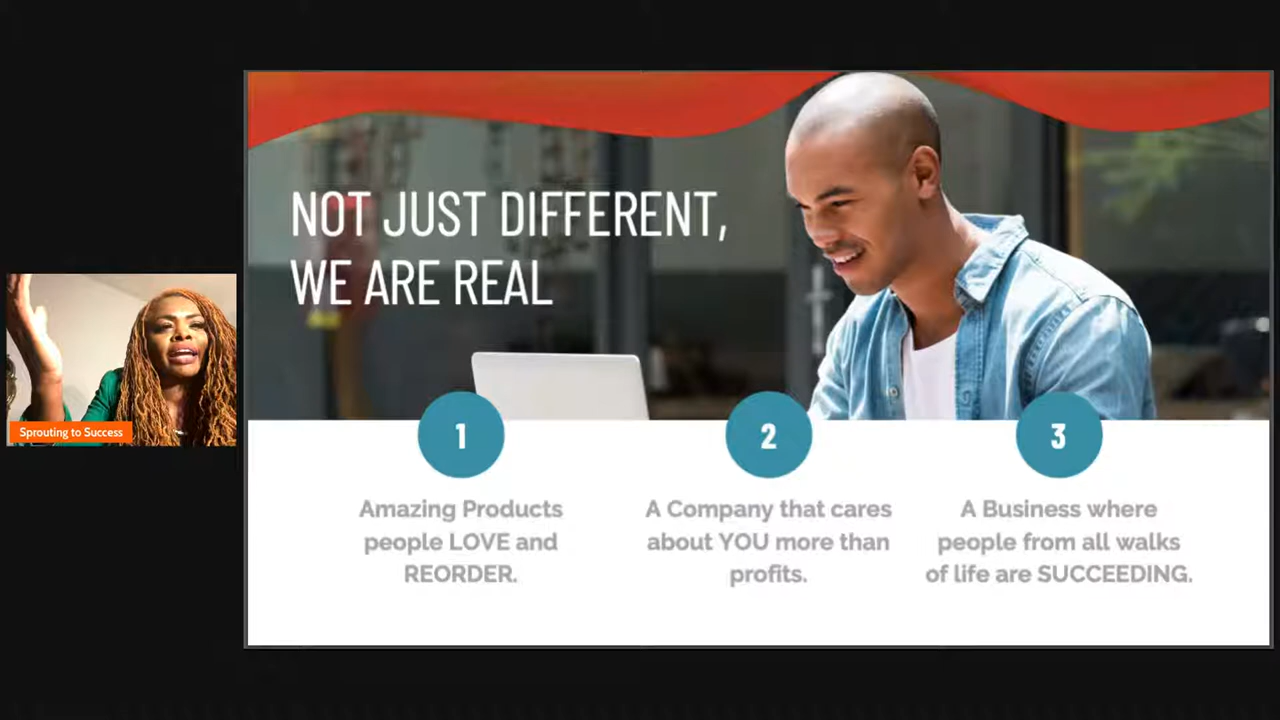 NOT JUST DIFFERENT,
WE ARE REAL
Sprouting to Success
1
Amazing Products
people LOVE and
REORDER.
2
A Company that cares
about YOU more than
profits.
3
A Business where
people from all walks
of life are SUCCEEDING.